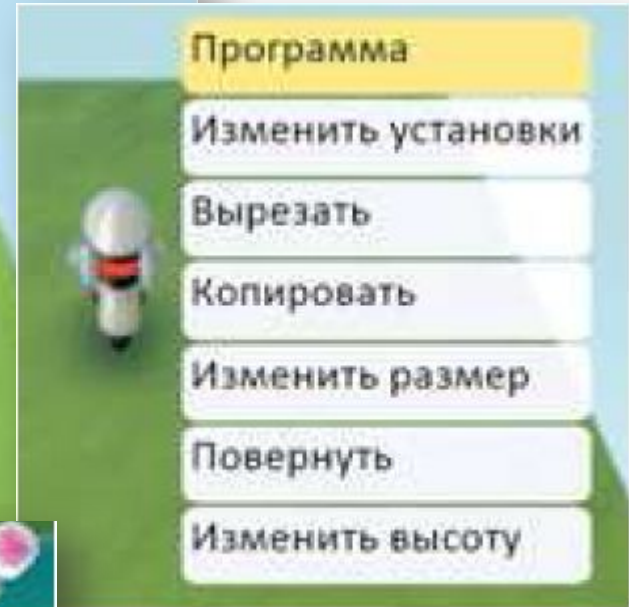 Программа
Изменить установки
Вырезать
Копировать
Изменить размер
Повернуть
Изменить высоту